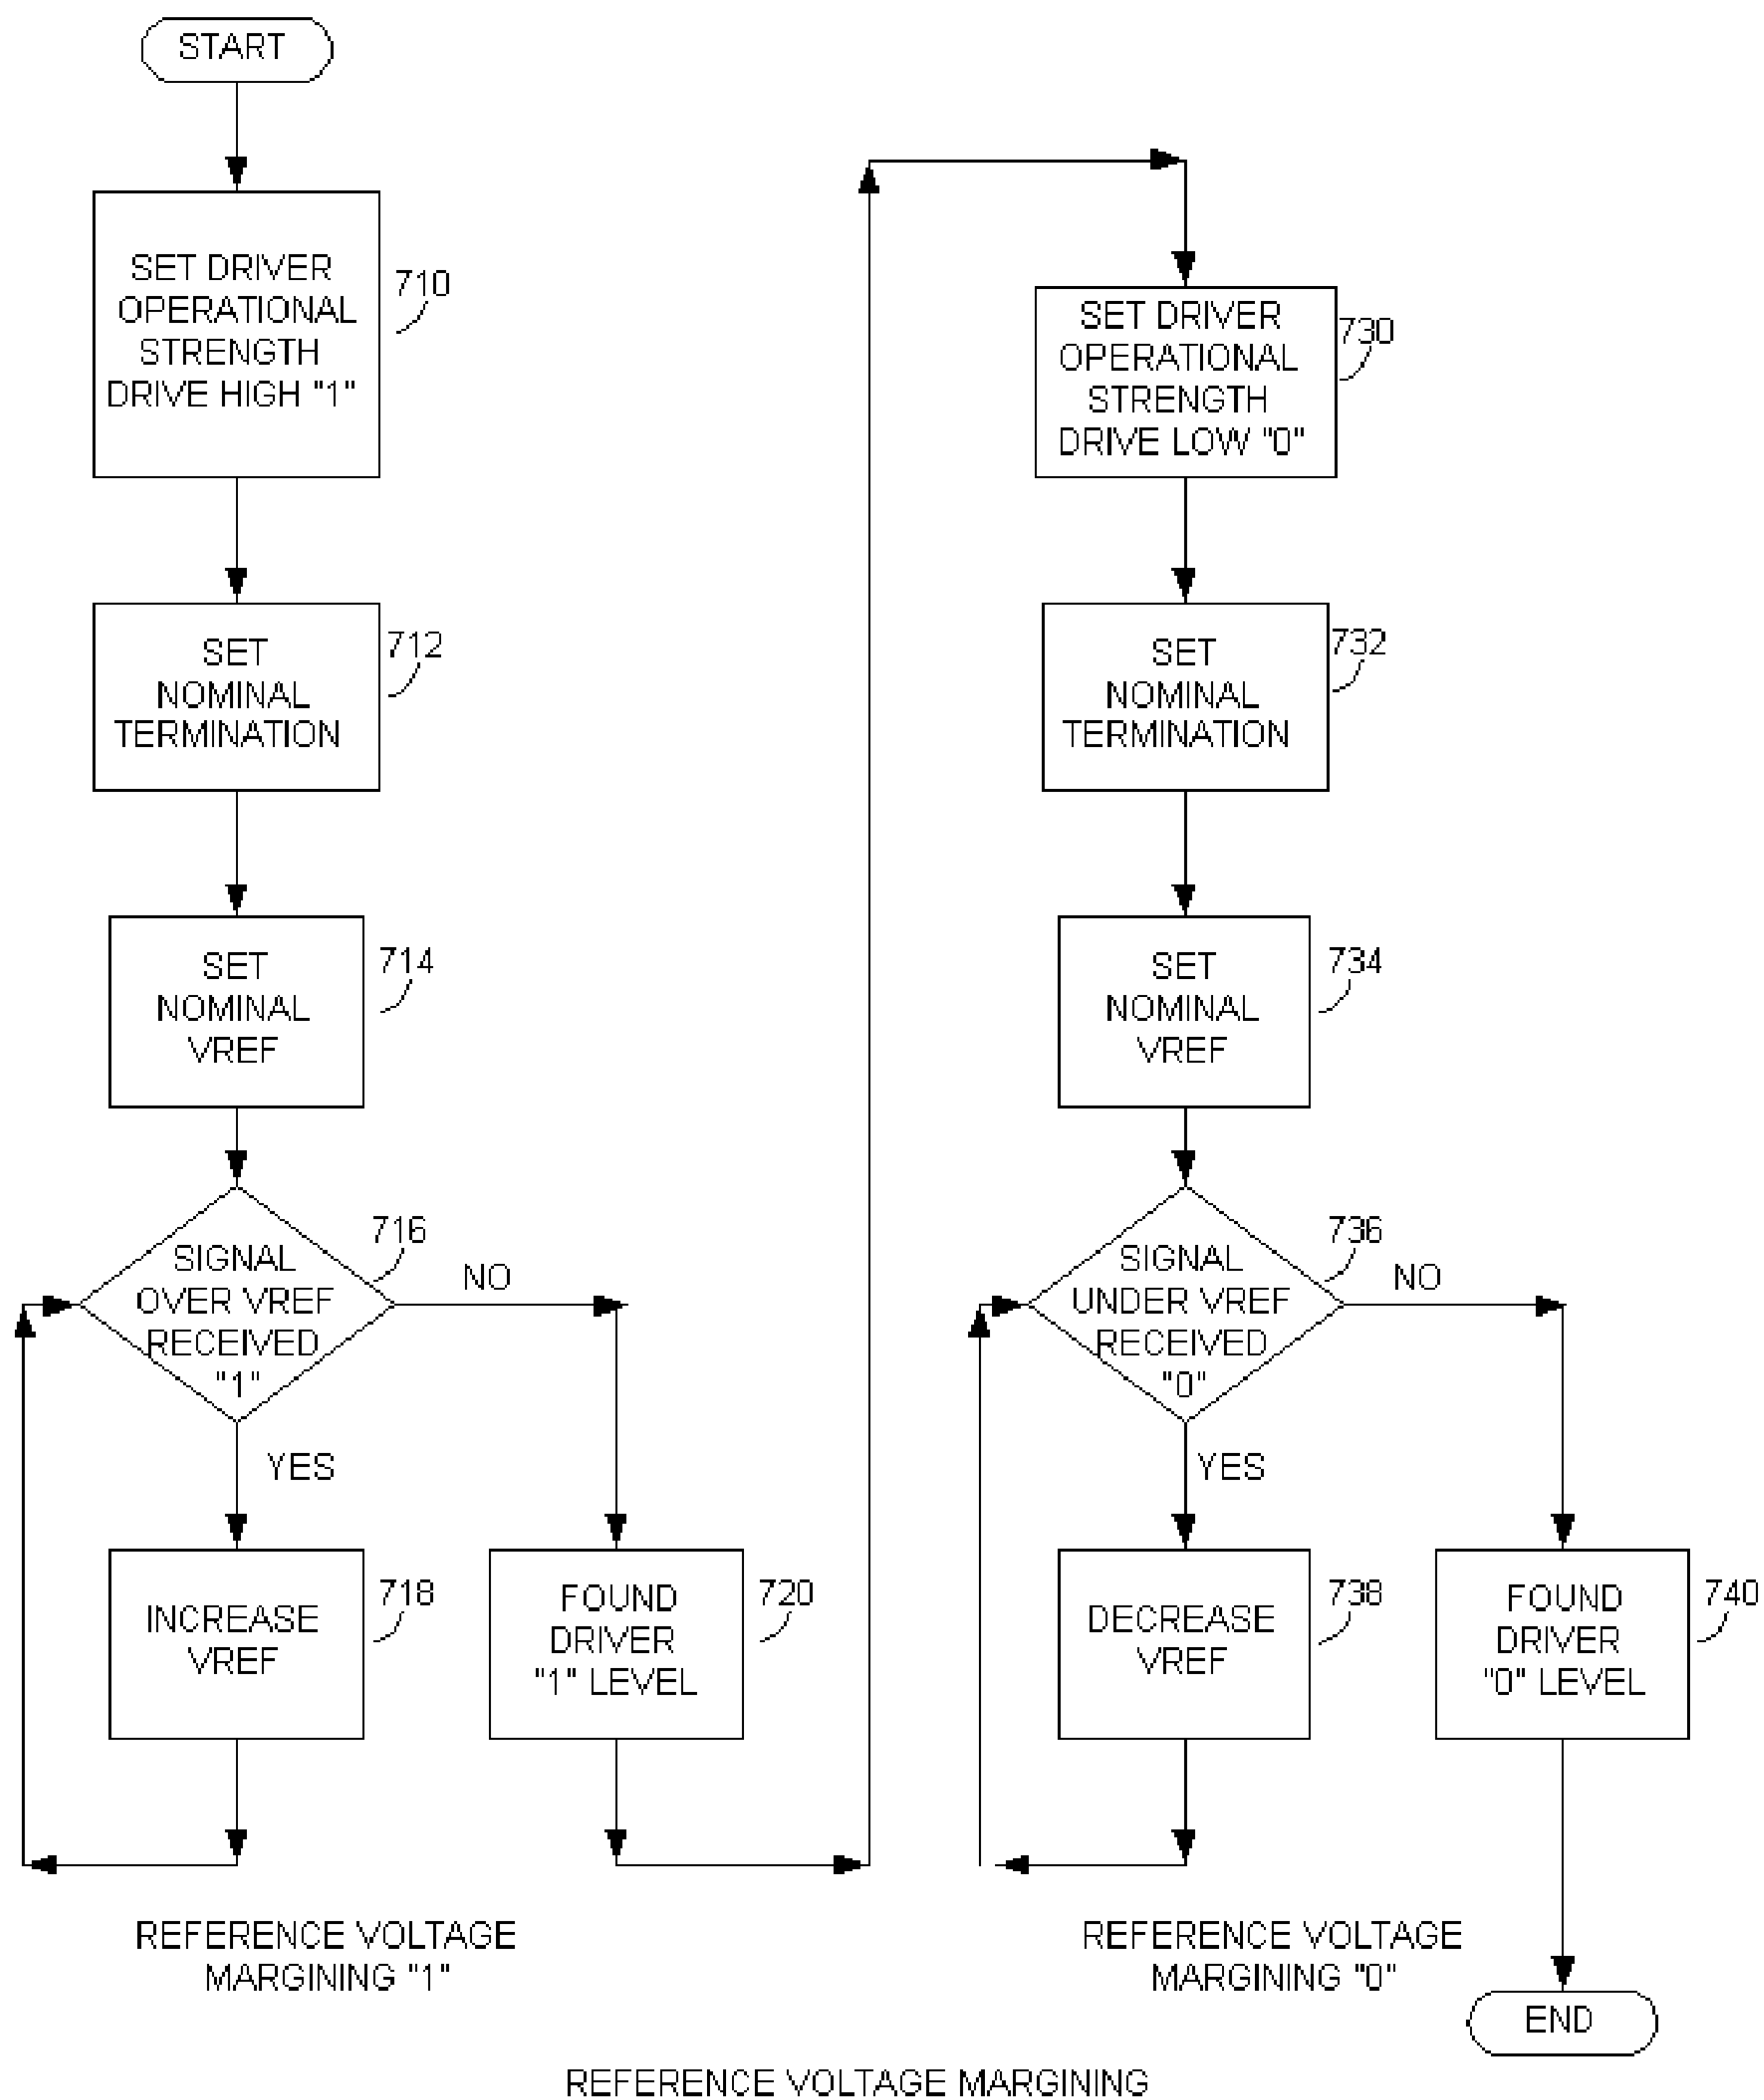 START
SET DRIVER
OPERATIONAL
STRENGTH
DRIVE HIGH "1"
710
SET
NOMINAL
TERMINATION
712
SET
NOMINAL
VREF
714
SIGNAL
OVER VREF
RECEIVED
"1"
716
NO
YES
INCREASE
VREF
718
FOUND
DRIVER
"1" LEVEL
720
REFERENCE VOLTAGE
MARGINING "1"
SET DRIVER
OPERATIONAL
STRENGTH
DRIVE LOW "0"
730
SET
NOMINAL
TERMINATION
732
SET
NOMINAL
VREF
734
SIGNAL
UNDER VREF
RECEIVED
"0"
736
NO
YES
DECREASE
VREF
738
FOUND
DRIVER
"0" LEVEL
740
REFERENCE VOLTAGE
MARGINING "0"
END
REFERENCE VOLTAGE MARGINING